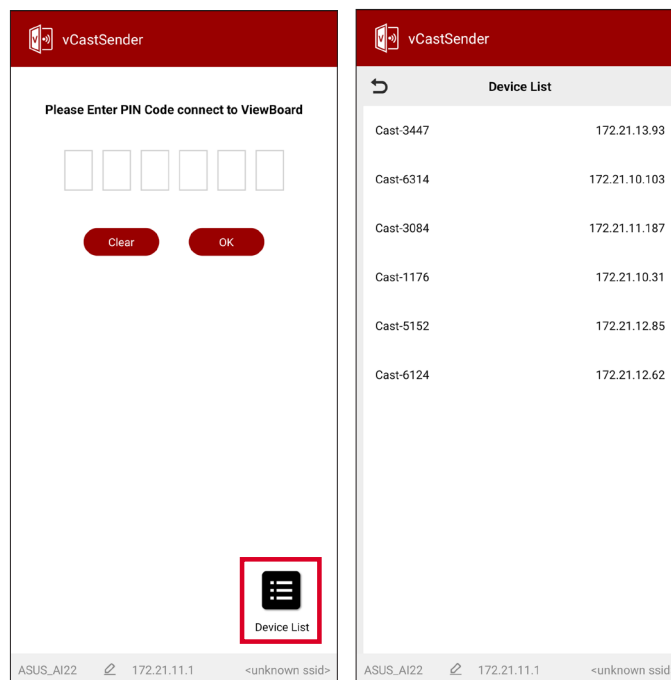 vCastSender
Please Enter PIN Code connect to ViewBoard
Clear
OK
Device List
ASUS_AI22 172.21.11.1 <unknown ssid>
vCastSender
Device List
Cast-3447 172.21.13.93
Cast-6314 172.21.10.103
Cast-3084 172.21.11.187
Cast-1176 172.21.10.31
Cast-5152 172.21.12.85
Cast-6124 172.21.12.62
ASUS_AI22 172.21.11.1 <unknown ssid